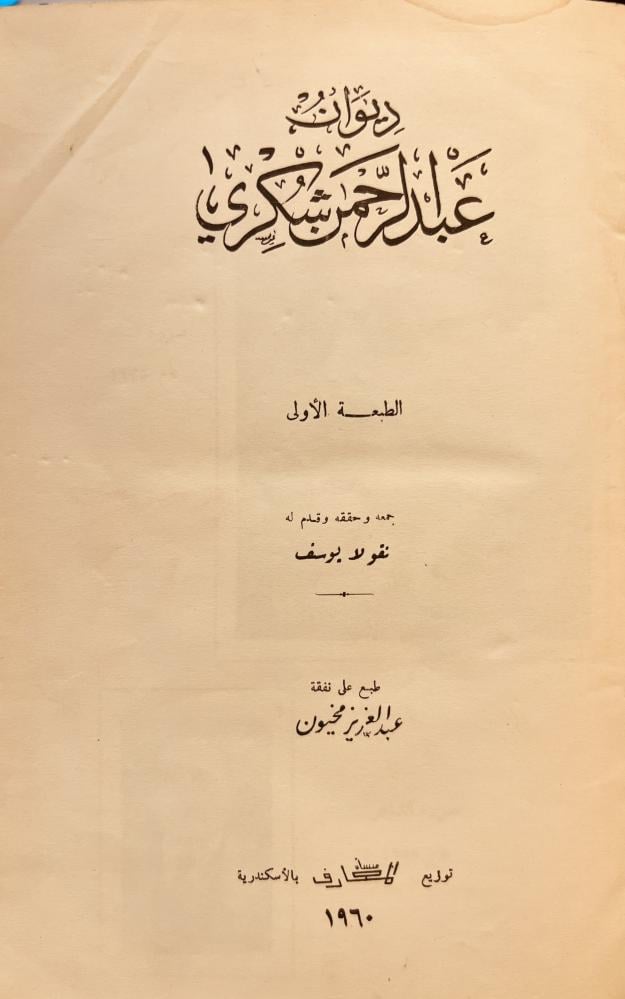 ديوان
عبد الرحمن شكري
الطبعة الأولى
جمعه وحققه وقدم له
نقولا يوسف
طبع على نفقة
عبد العزيز مخيون
توزيع منشأة المعارف بالأسكندرية
١٩٦٠